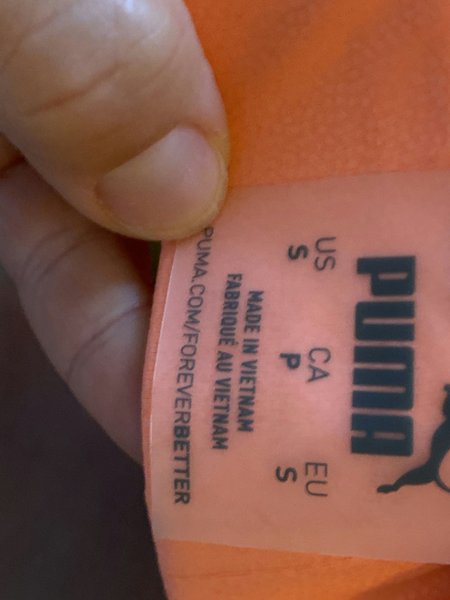 PUMA
US CA EU
S P S
MADE IN VIETNAM
FABRIQUÉ AU VIETNAM
PUMA.COM/FOREVERBETTER